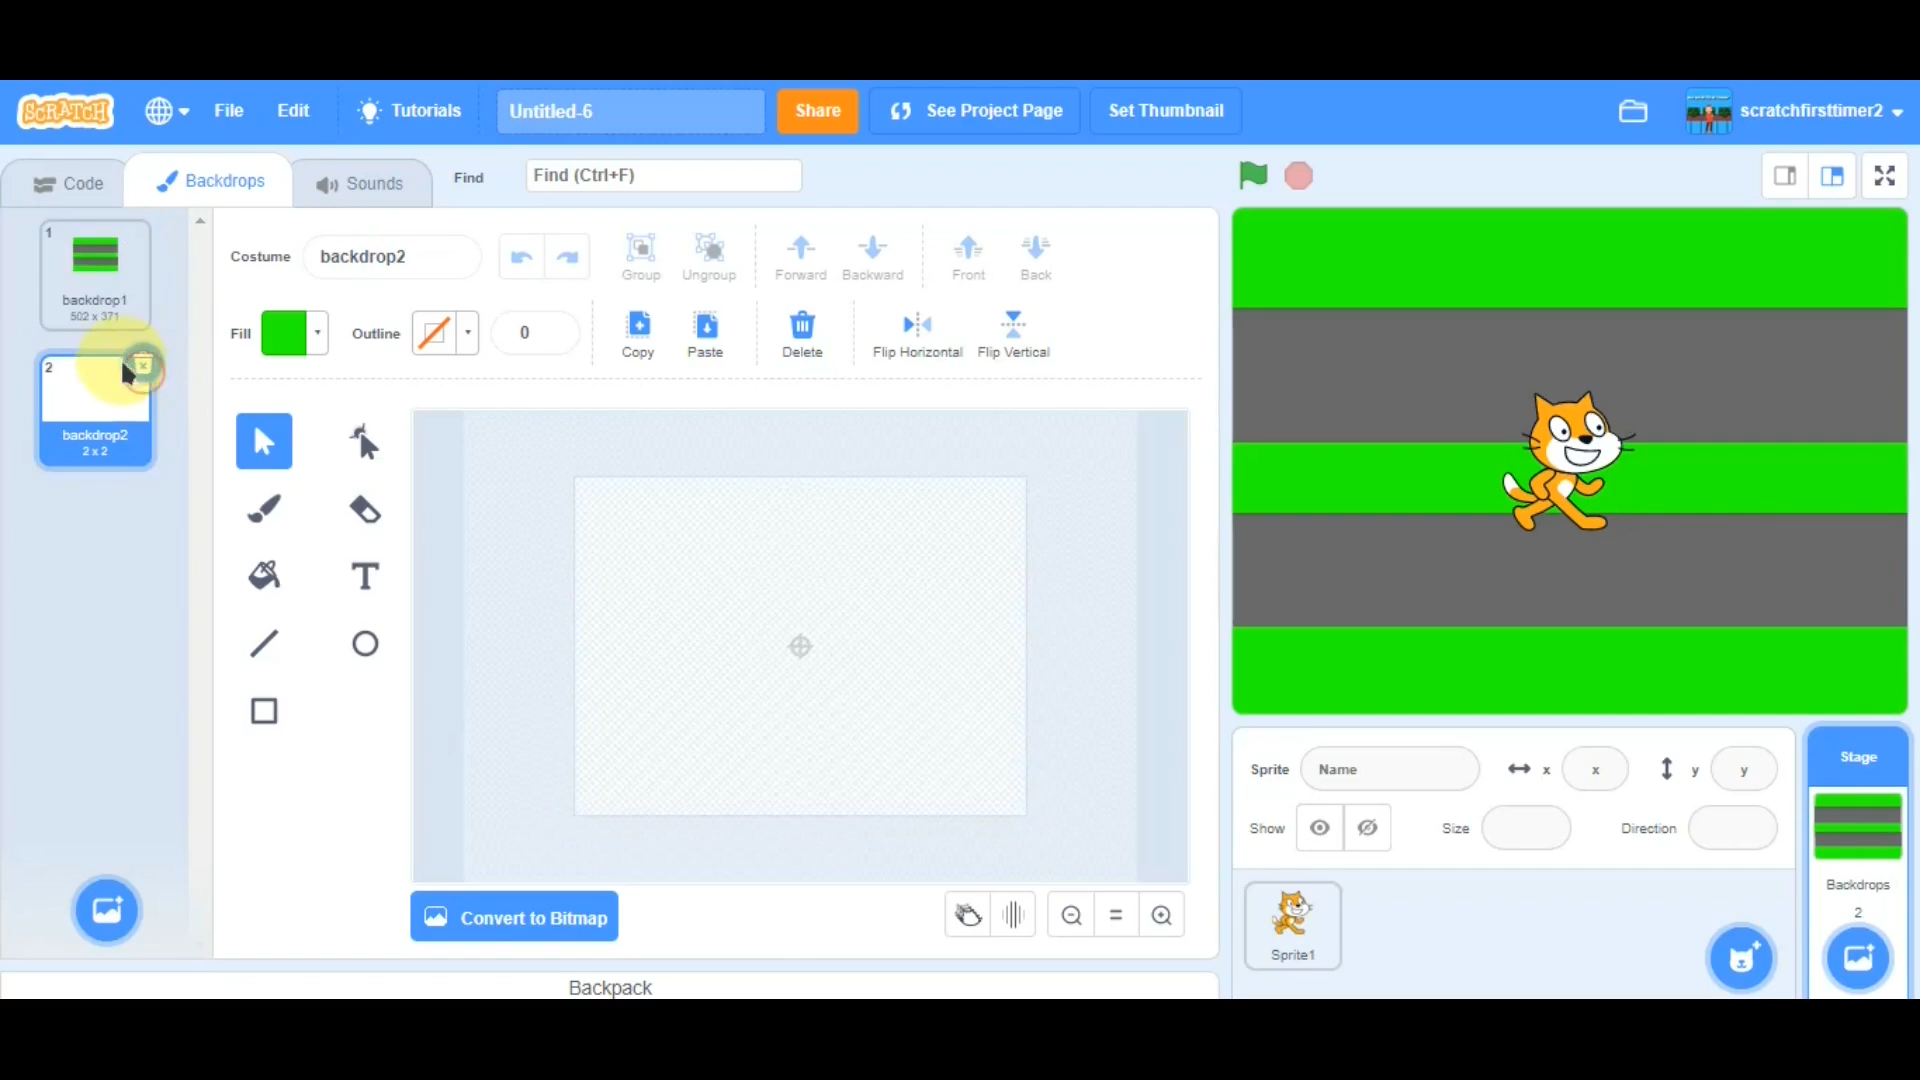 SCRATCH
File
Edit
Tutorials
Untitled-6
Share
See Project Page
Set Thumbnail
scratchfirsttimer2
Code
Backdrops
Sounds
Find
Find (Ctrl+F)
1
backdrop1
502 x 371
2
backdrop2
2 x 2
Costume
backdrop2
Group
Ungroup
Forward
Backward
Front
Back
Fill
Outline
0
Copy
Paste
Delete
Flip Horizontal
Flip Vertical
Convert to Bitmap
Backpack
Sprite
Name
x
x
y
y
Show
Size
Direction
Sprite1
Stage
Backdrops
2